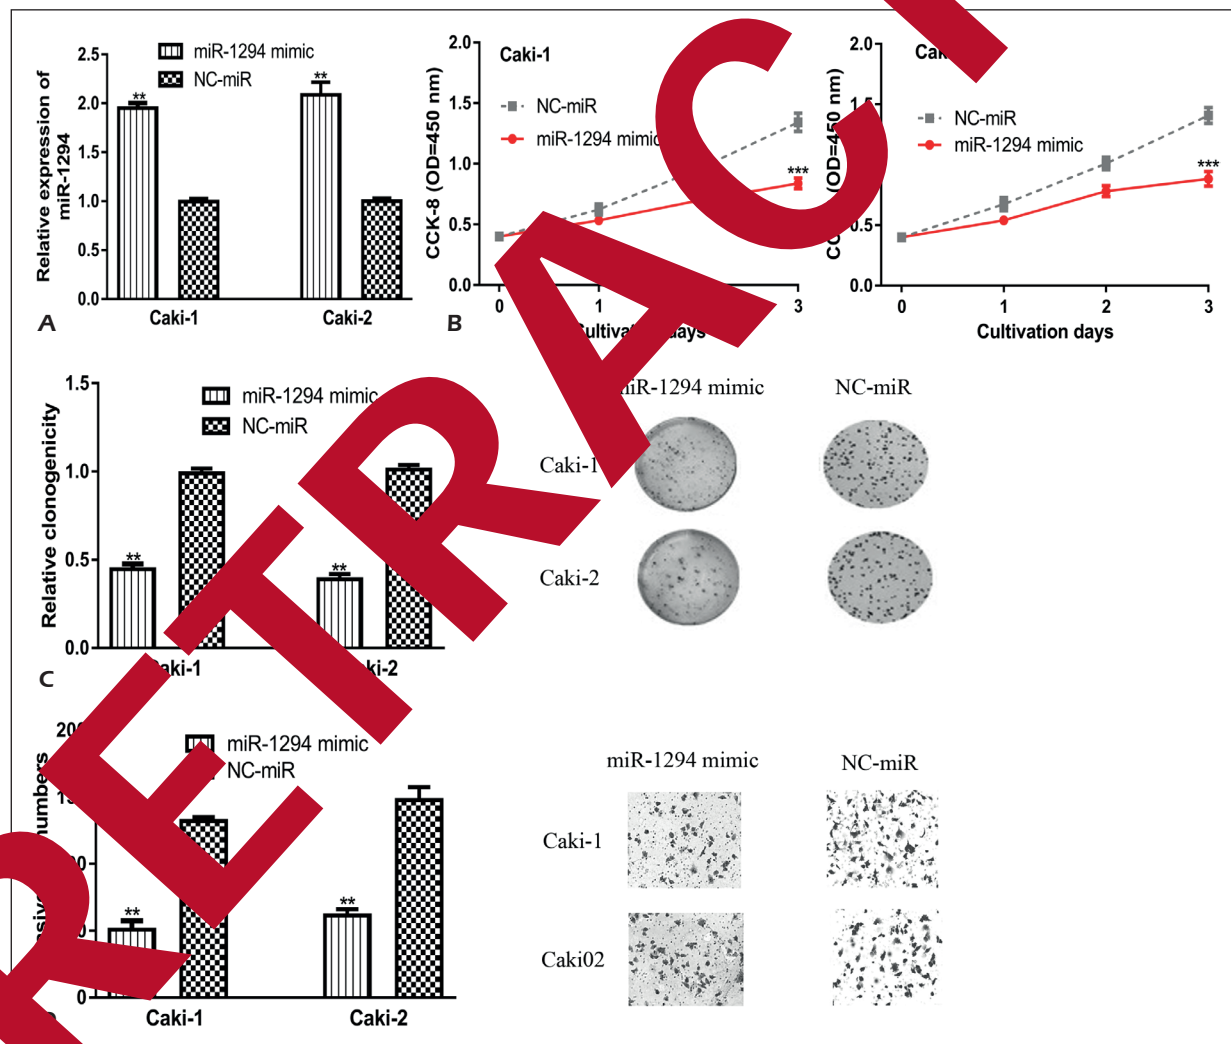 RETRACT
2.5
2.0
1.5
1.0
0.5
0.0
Relative expression of
miR-1294
miR-1294 mimic
NC-miR
**
**
Caki-1
Caki-2
A
2.0
1.5
1.0
0.5
0.0
CCK-8 (OD=450 nm)
Caki-1
NC-miR
miR-1294 mimic
***
0
1
3
B
2.0
0.0
(OD=450 nm)
NC-miR
miR-1294 mimic
***
0
1
2
3
Cultivation days
1.5
1.0
0.5
0.0
Relative clonogenicity
miR-1294 mimic
NC-miR
**
**
C
miR-1294 mimic
NC-miR
Caki-1
Caki-2
0
numbers
miR-1294 mimic
NC-miR
**
**
Caki-1
Caki-2
miR-1294 mimic
NC-miR
Caki-1
Caki02